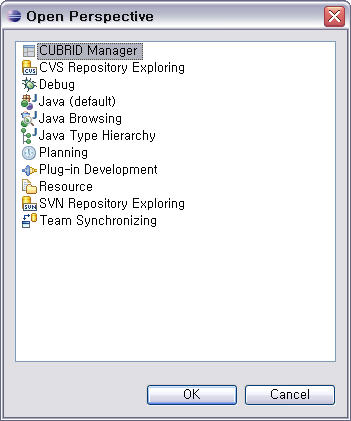 Open Perspective
CUBRID Manager
CVS Repository Exploring
Debug
Java (default)
Java Browsing
Java Type Hierarchy
Planning
Plug-in Development
Resource
SVN Repository Exploring
Team Synchronizing
OK
Cancel